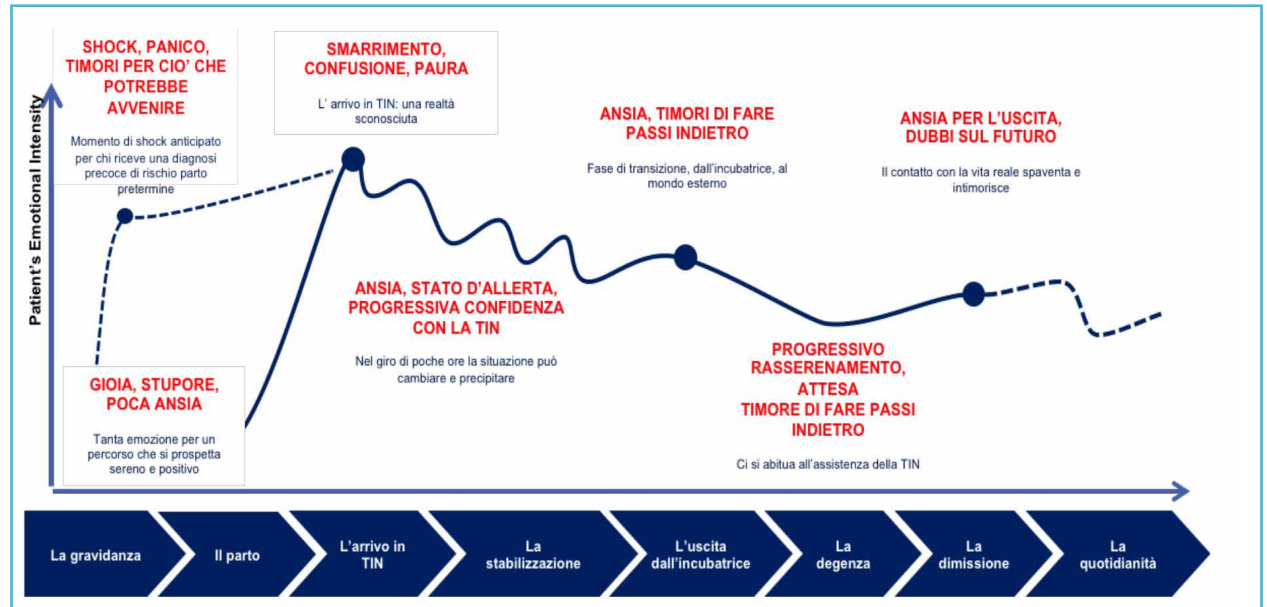 Patient's Emotional Intensity
SHOCK, PANICO,
TIMORI PER CIO' CHE
POTREBBE
AVVENIRE
Momento di shock anticipato
per chi riceve una diagnosi
precoce di rischio parto
pretermine
SMARRIMENTO,
CONFUSIONE, PAURA
L' arrivo in TIN: una realtà
sconosciuta
ANSIA, TIMORI DI FARE
PASSI INDIETRO
Fase di transizione, dall'incubatrice, al
mondo esterno
ANSIA PER L'USCITA,
DUBBI SUL FUTURO
Il contatto con la vita reale spaventa e
intimorisce
GIOIA, STUPORE,
POCA ANSIA
Tanta emozione per un
percorso che si prospetta
sereno e positivo
ANSIA, STATO D'ALLERTA,
PROGRESSIVA CONFIDENZA
CON LA TIN
Nel giro di poche ore la situazione può
cambiare e precipitare
PROGRESSIVO
RASSERENAMENTO,
ATTESA
TIMORE DI FARE PASSI
INDIETRO
Ci si abitua all'assistenza della TIN
La gravidanza
Il parto
L'arrivo in
TIN
La
stabilizzazione
L'uscita
dall'incubatrice
La
degenza
La
dimissione
La
quotidianità